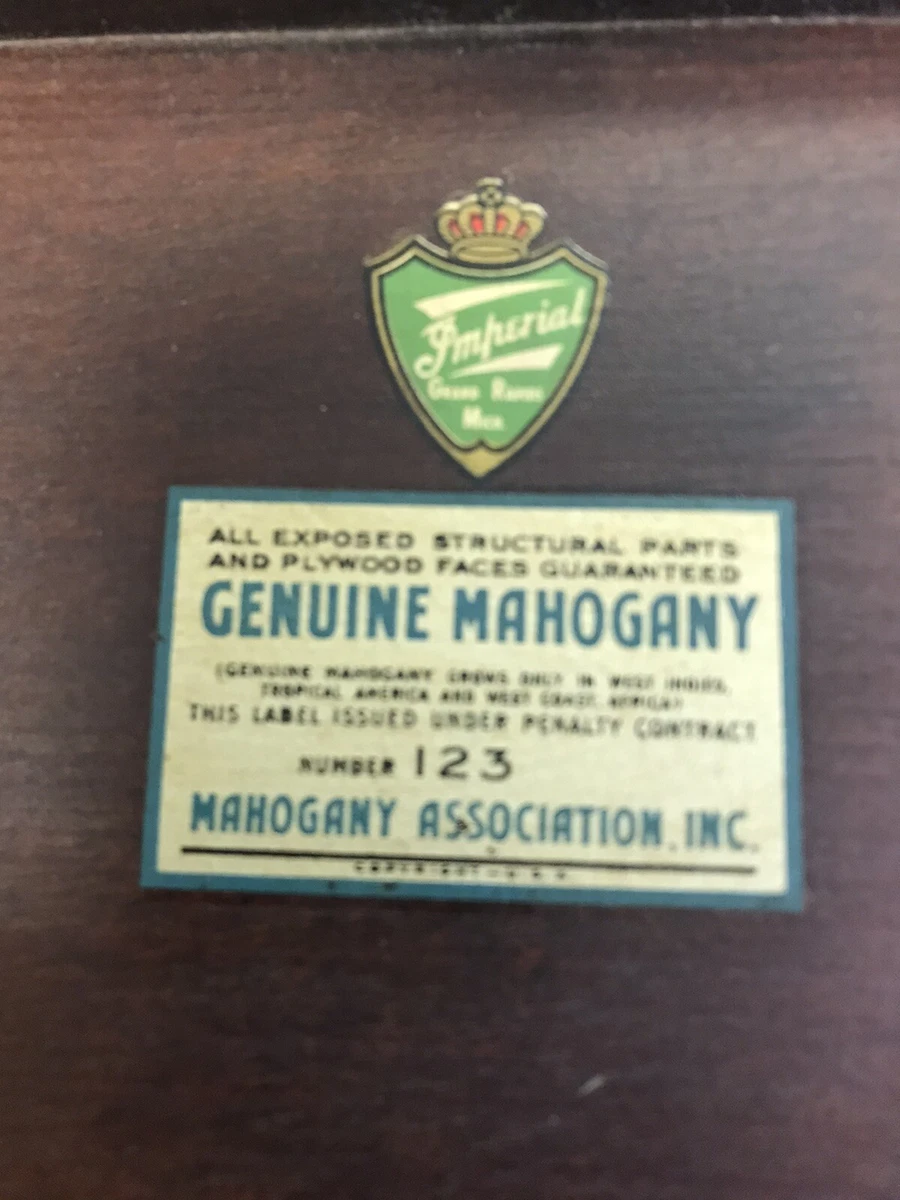 Imperial
GRAND RAPIDS
MICH.
ALL EXPOSED STRUCTURAL PARTS
AND PLYWOOD FACES GUARANTEED
GENUINE MAHOGANY
(GENUINE MAHOGANY GROWS ONLY IN WEST INDIES,
TROPICAL AMERICA AND WEST COAST, AFRICA)
THIS LABEL ISSUED UNDER PENALTY CONTRACT
NUMBER 123
MAHOGANY ASSOCIATION, INC.
COPYRIGHT - U.S.A.